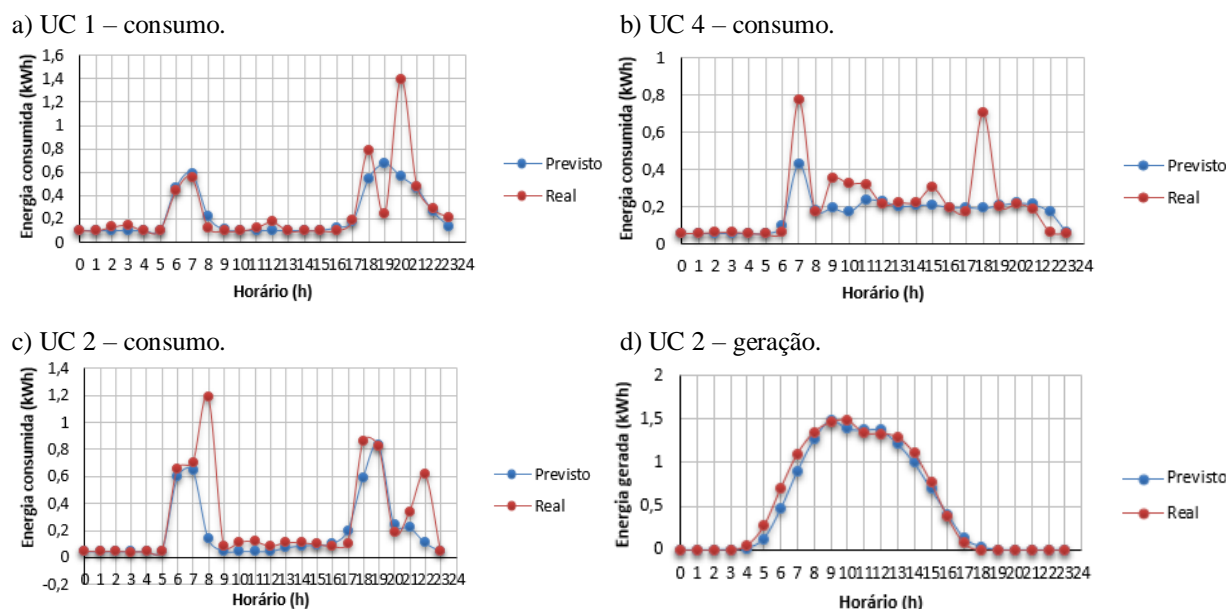 a) UC 1 – consumo.
Energia consumida (kWh)
1,6
1,4
1,2
1
0,8
0,6
0,4
0,2
0
0 1 2 3 4 5 6 7 8 9 101112131415161718192021222324
Horário (h)
Previsto
Real
b) UC 4 – consumo.
Energia consumida (kWh)
1
0,8
0,6
0,4
0,2
0
0 1 2 3 4 5 6 7 8 9 101112131415161718192021222324
Horário (h)
Previsto
Real
c) UC 2 – consumo.
Energia consumida (kWh)
1,4
1,2
1
0,8
0,6
0,4
0,2
0
-0,2
0 1 2 3 4 5 6 7 8 9 101112131415161718192021222324
Horário (h)
Previsto
Real
d) UC 2 – geração.
Energia gerada (kWh)
2
1,5
1
0,5
0
0 1 2 3 4 5 6 7 8 9 101112131415161718192021222324
Horário (h)
Previsto
Real